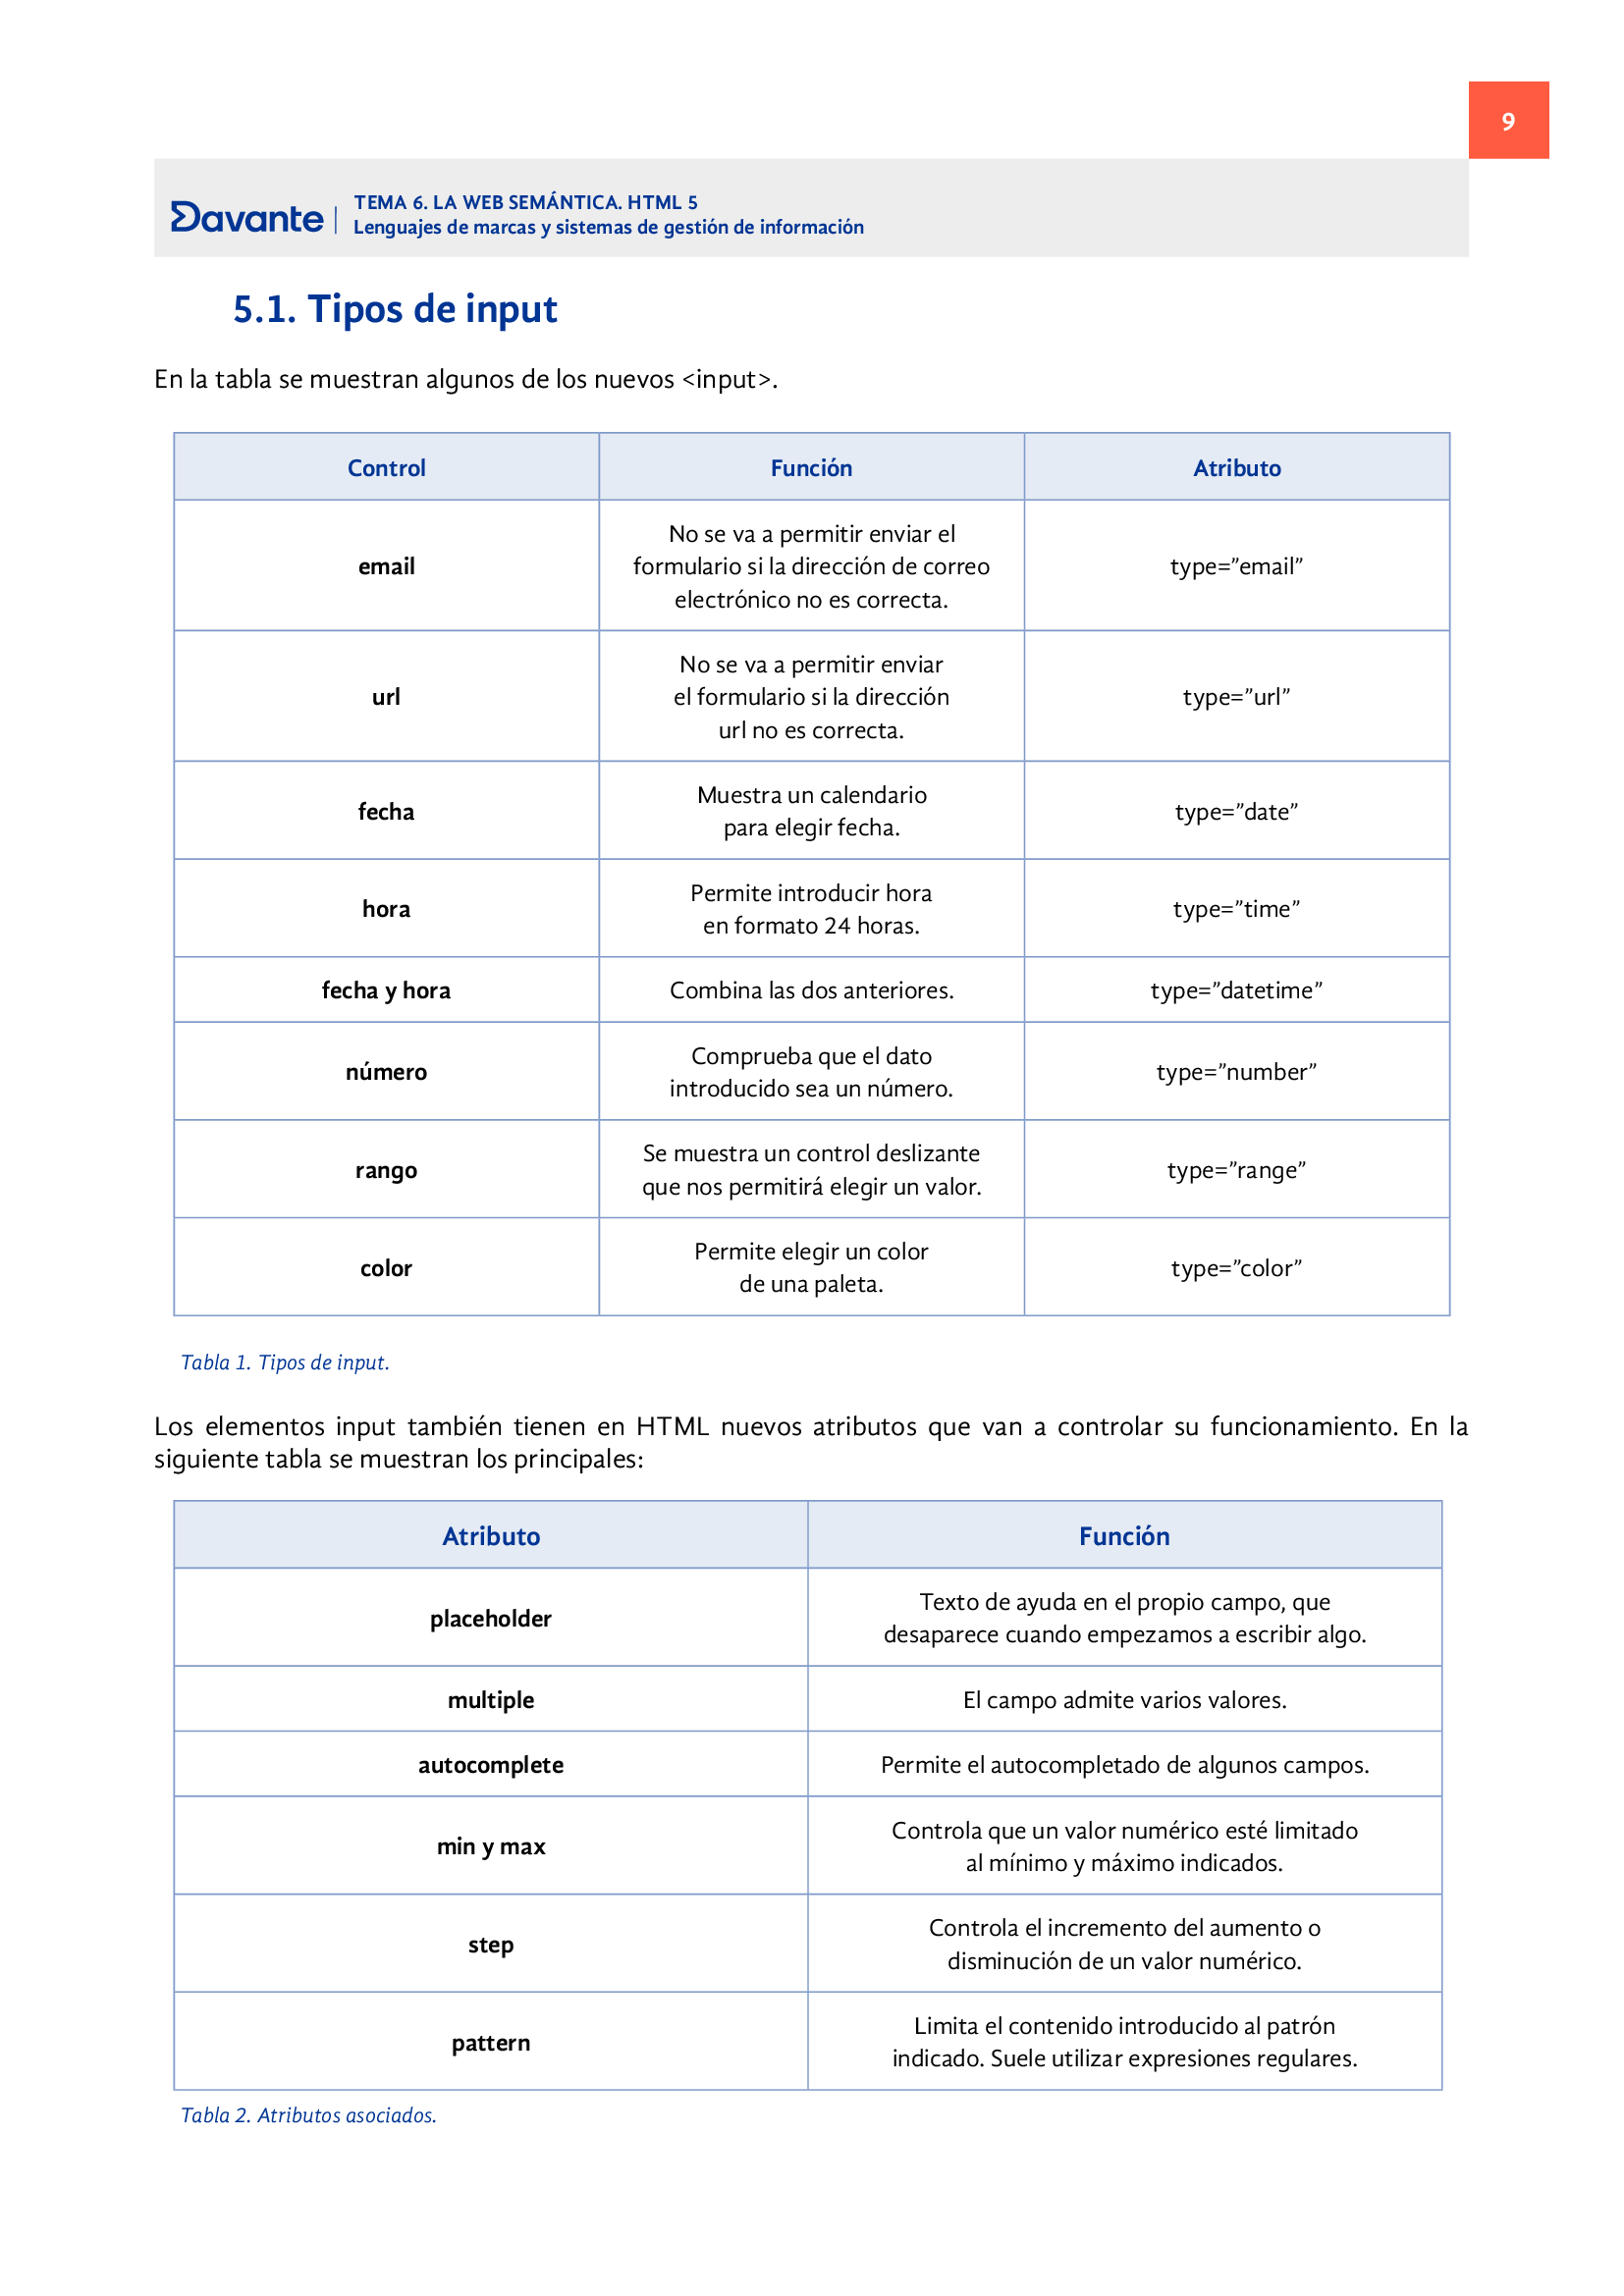 9
Davante
TEMA 6. LA WEB SEMÁNTICA. HTML 5
Lenguajes de marcas y sistemas de gestión de información
5.1. Tipos de input
En la tabla se muestran algunos de los nuevos <input>.
Control Función Atributo
email
No se va a permitir enviar el
formulario si la dirección de correo
electrónico no es correcta.
type=”email”
url
No se va a permitir enviar
el formulario si la dirección
url no es correcta.
type=”url”
fecha
Muestra un calendario
para elegir fecha.
type=”date”
hora
Permite introducir hora
en formato 24 horas.
type=”time”
fecha y hora Combina las dos anteriores. type=”datetime”
número
Comprueba que el dato
introducido sea un número.
type=”number”
rango
Se muestra un control deslizante
que nos permitirá elegir un valor.
type=”range”
color
Permite elegir un color
de una paleta.
type=”color”
Tabla 1. Tipos de input.
Los elementos input también tienen en HTML nuevos atributos que van a controlar su funcionamiento. En la
siguiente tabla se muestran los principales:
Atributo Función
placeholder
Texto de ayuda en el propio campo, que
desaparece cuando empezamos a escribir algo.
multiple El campo admite varios valores.
autocomplete Permite el autocompletado de algunos campos.
min y max
Controla que un valor numérico esté limitado
al mínimo y máximo indicados.
step
Controla el incremento del aumento o
disminución de un valor numérico.
pattern
Limita el contenido introducido al patrón
indicado. Suele utilizar expresiones regulares.
Tabla 2. Atributos asociados.